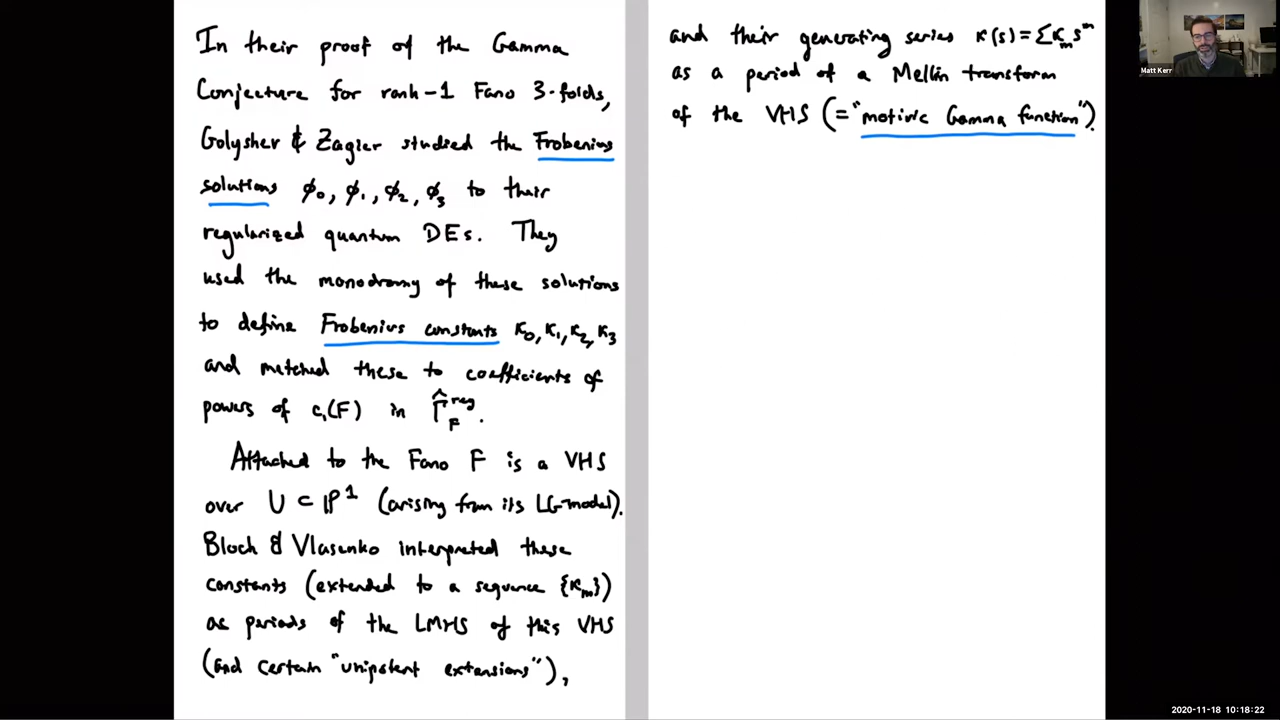 In their proof of the Gamma
Conjecture for rank-1 Fano 3-folds,
Golyshev & Zagier studied the Frobenius
solutions ϕ₀, ϕ₁, ϕ₂, ϕ₃ to their
regularized quantum DEs. They
used the monodromy of these solutions
to define Frobenius constants κ₀, κ₁, κ₂, κ₃
and matched these to coefficients of
powers of c₁(F) in Γ̂_F^reg.
Attached to the Fano F is a VHS
over U ⊂ ℙ¹ (arising from its LG-model).
Bloch & Vlasenko interpreted these
constants (extended to a sequence {κₘ})
as periods of the LMHS of this VHS
(and certain "unipotent extensions"),
and their generating series κ(s) = Σκₘsᵐ
as a period of a Mellin transform
of the VHS (= "motivic Gamma function").
Matt Kerr
2020-11-18 10:18:22